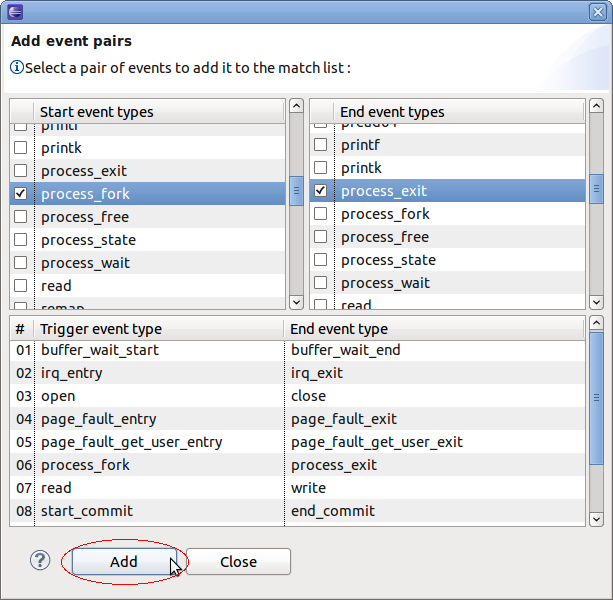 Add event pairs
Select a pair of events to add it to the match list :
Start event types
printf
printk
process_exit
process_fork
process_free
process_state
process_wait
read
remap
End event types
printf
printk
process_exit
process_fork
process_free
process_state
process_wait
read
# Trigger event type End event type
01 buffer_wait_start buffer_wait_end
02 irq_entry irq_exit
03 open close
04 page_fault_entry page_fault_exit
05 page_fault_get_user_entry page_fault_get_user_exit
06 process_fork process_exit
07 read write
08 start_commit end_commit
? Add Close